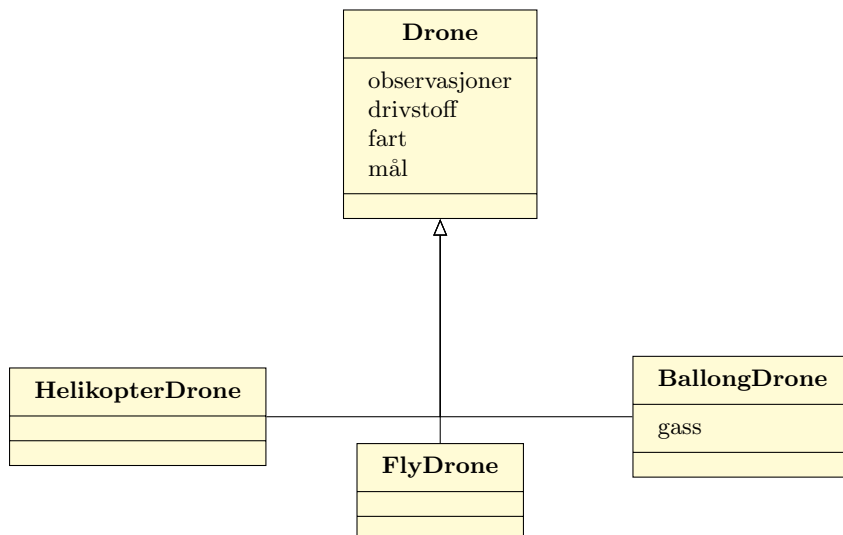 Drone
observasjoner
drivstoff
fart
mål
HelikopterDrone
FlyDrone
BallongDrone
gass